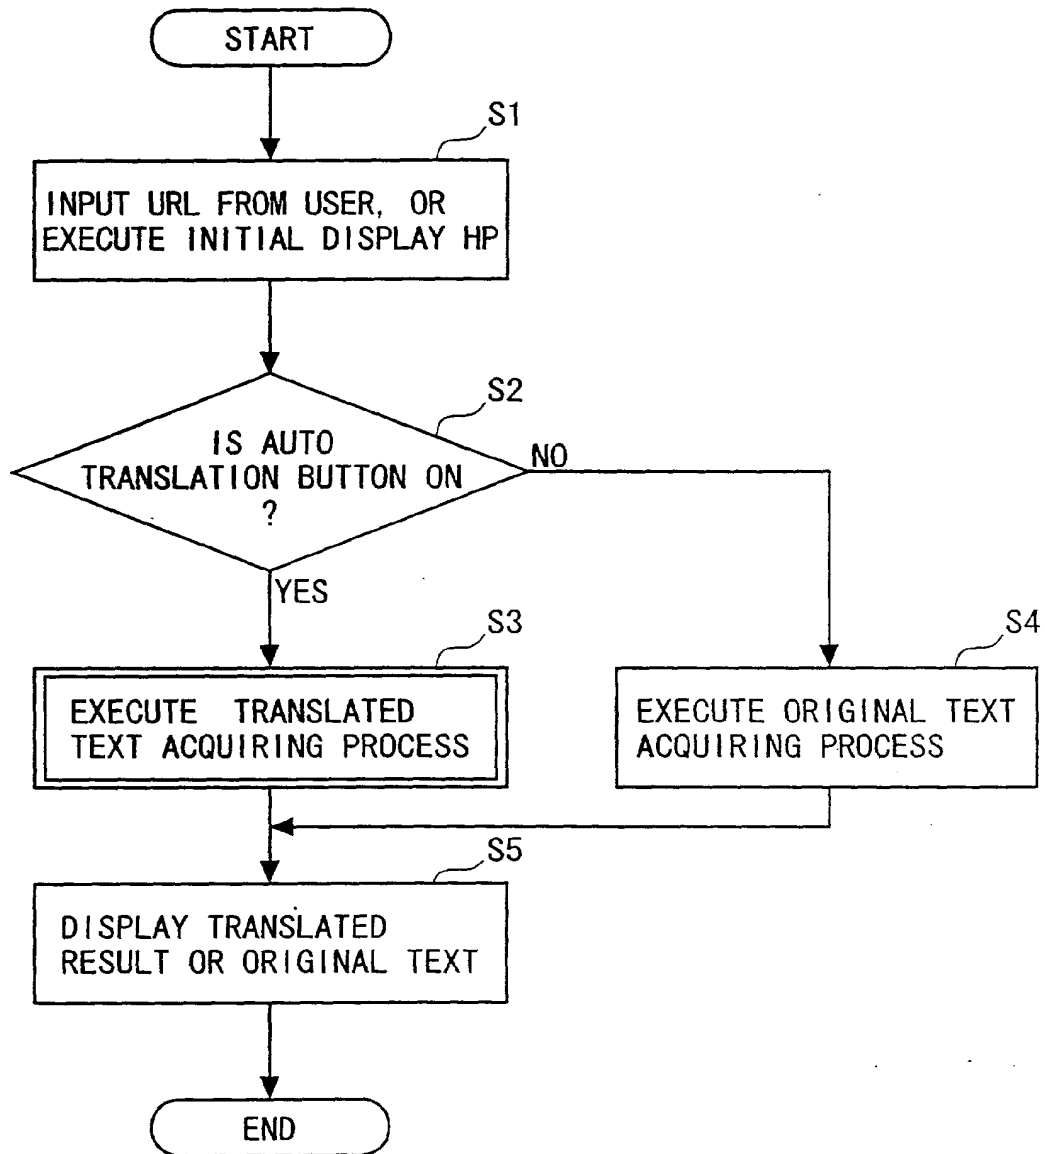 START
S1
INPUT URL FROM USER, OR
EXECUTE INITIAL DISPLAY HP
S2
IS AUTO
TRANSLATION BUTTON ON
?
NO
YES
S3
EXECUTE TRANSLATED
TEXT ACQUIRING PROCESS
S4
EXECUTE ORIGINAL TEXT
ACQUIRING PROCESS
S5
DISPLAY TRANSLATED
RESULT OR ORIGINAL TEXT
END